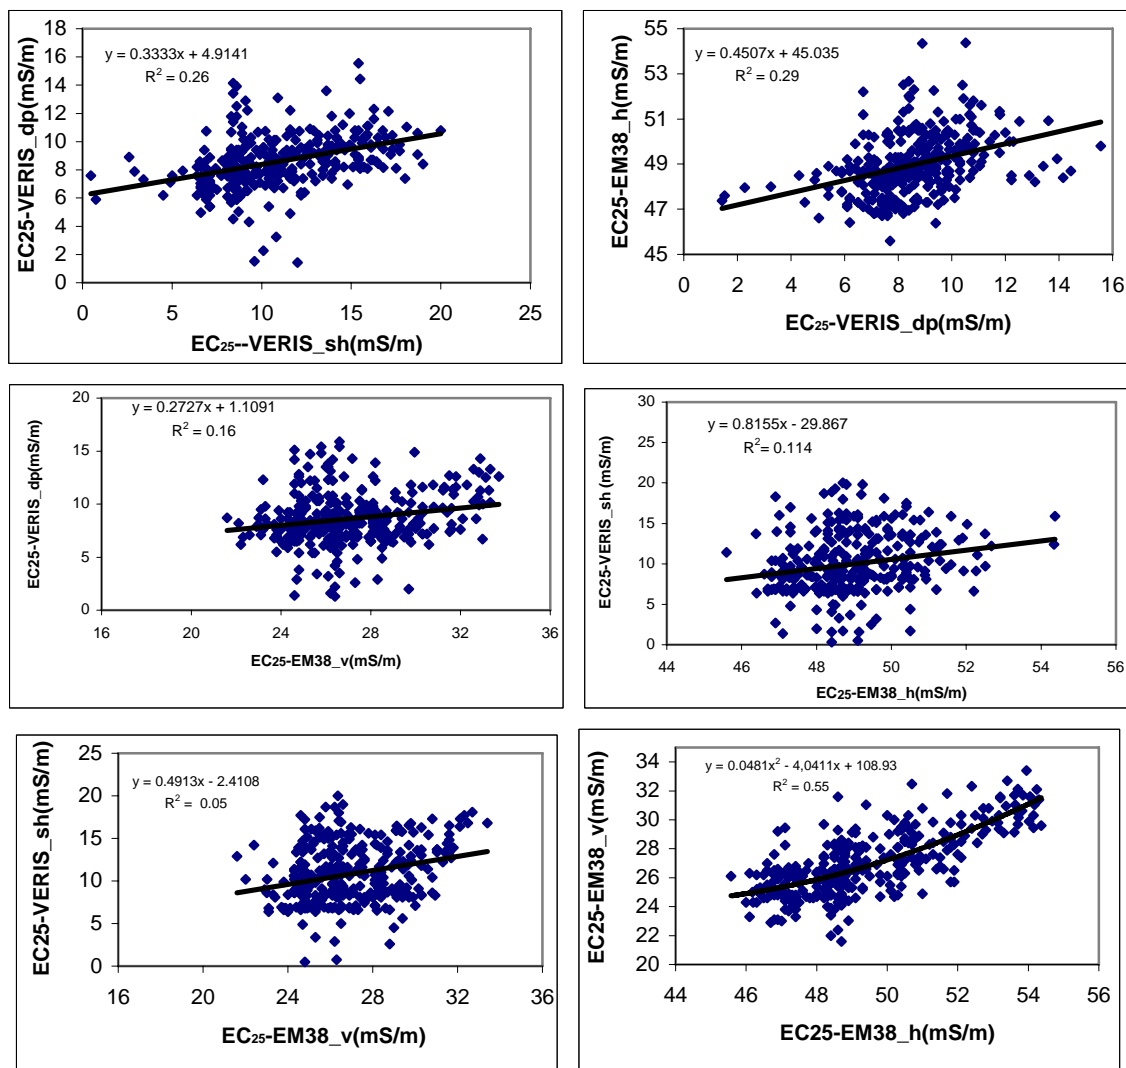 y = 0.3333x + 4.9141
R² = 0.26
18
16
14
12
10
8
6
4
2
0
0 5 10 15 20 25
EC25-VERIS_dp(mS/m)
EC25--VERIS_sh(mS/m)
y = 0.4507x + 45.035
R² = 0.29
55
53
51
49
47
45
0 2 4 6 8 10 12 14 16
EC25-EM38_h(mS/m)
EC25-VERIS_dp(mS/m)
y = 0.2727x + 1.1091
R² = 0.16
20
15
10
5
0
16 20 24 28 32 36
EC25-VERIS_dp(mS/m)
EC25-EM38_v(mS/m)
y = 0.8155x - 29.867
R²= 0.114
30
25
20
15
10
5
0
44 46 48 50 52 54 56
EC25-VERIS_sh (mS/m)
EC25-EM38_h(mS/m)
y = 0.4913x - 2.4108
R² = 0.05
25
20
15
10
5
0
16 20 24 28 32 36
EC25-VERIS_sh(mS/m)
EC25-EM38_v(mS/m)
y = 0.0481x² - 4,0411x + 108.93
R² = 0.55
34
32
30
28
26
24
22
20
44 46 48 50 52 54 56
EC25-EM38_v(mS/m)
EC25-EM38_h(mS/m)